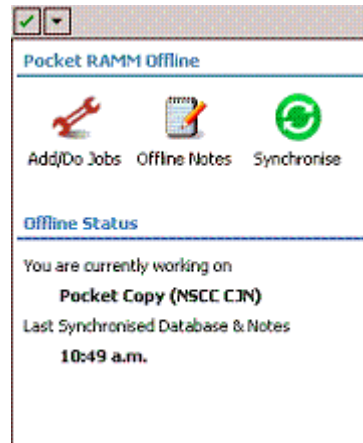 Pocket RAMM Offline
Add/Do Jobs Offline Notes Synchronise
Offline Status
You are currently working on
Pocket Copy (NSCC CJN)
Last Synchronised Database & Notes
10:49 a.m.